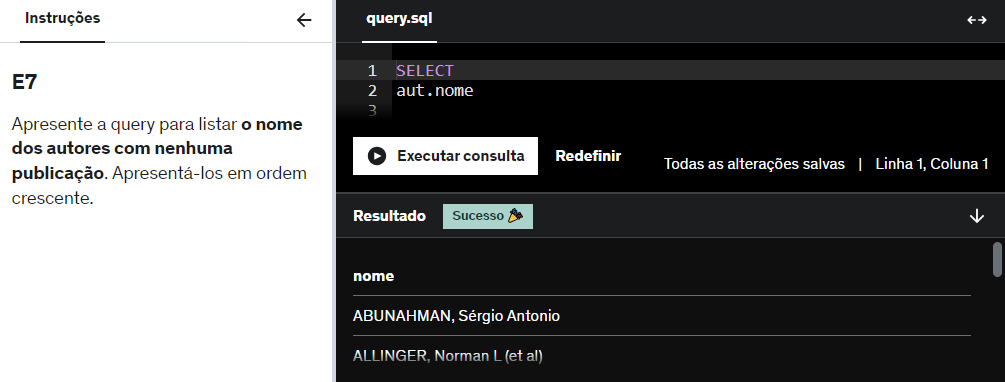 Instruções
E7
Apresente a query para listar o nome
dos autores com nenhuma
publicação. Apresentá-los em ordem
crescente.
query.sql
1 SELECT
2 aut.nome
3
Executar consulta
Redefinir
Todas as alterações salvas | Linha 1, Coluna 1
Resultado
Sucesso
nome
ABUNAHMAN, Sérgio Antonio
ALLINGER, Norman L (et al)